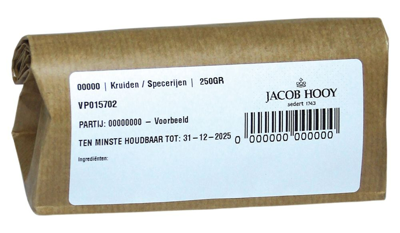 00000 | Kruiden / Specerijen | 250GR
VP015702
PARTIJ: 00000000 – Voorbeeld
TEN MINSTE HOUDBAAR TOT: 31-12-2025
Ingrediënten:
JACOB HOOY
sedert 1743
0 000000 000000